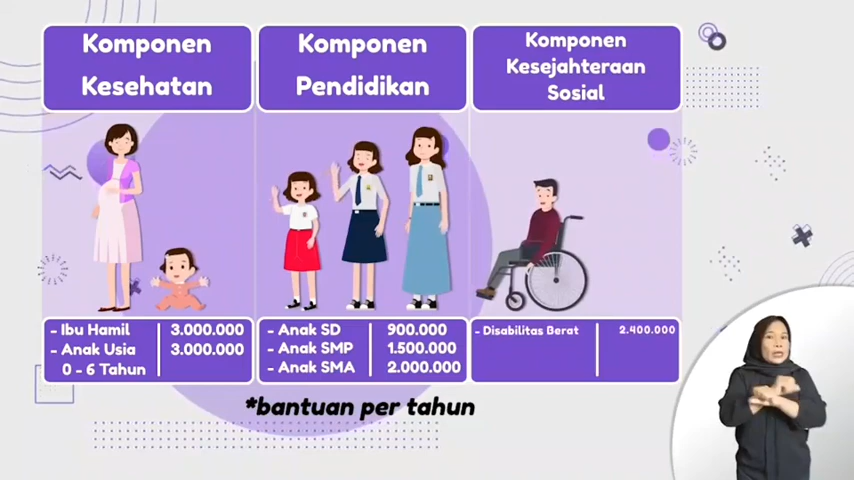 Komponen
Kesehatan
Komponen
Pendidikan
Komponen
Kesejahteraan
Sosial
- Ibu Hamil 3.000.000
- Anak Usia 3.000.000
0 - 6 Tahun
- Anak SD 900.000
- Anak SMP 1.500.000
- Anak SMA 2.000.000
- Disabilitas Berat 2.400.000
*bantuan per tahun